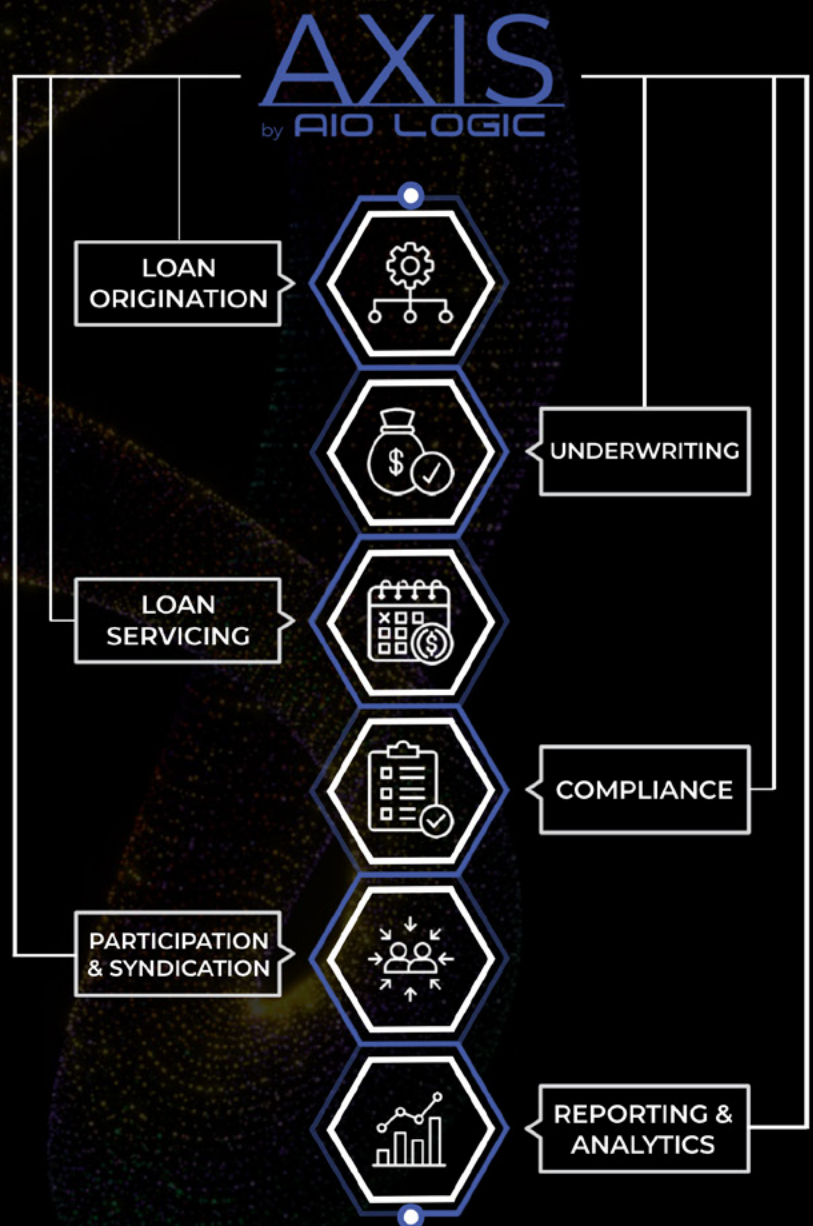 AXIS
by AIO LOGIC
LOAN
ORIGINATION
$
UNDERWRITING
LOAN
SERVICING
$
COMPLIANCE
PARTICIPATION
& SYNDICATION
REPORTING &
ANALYTICS